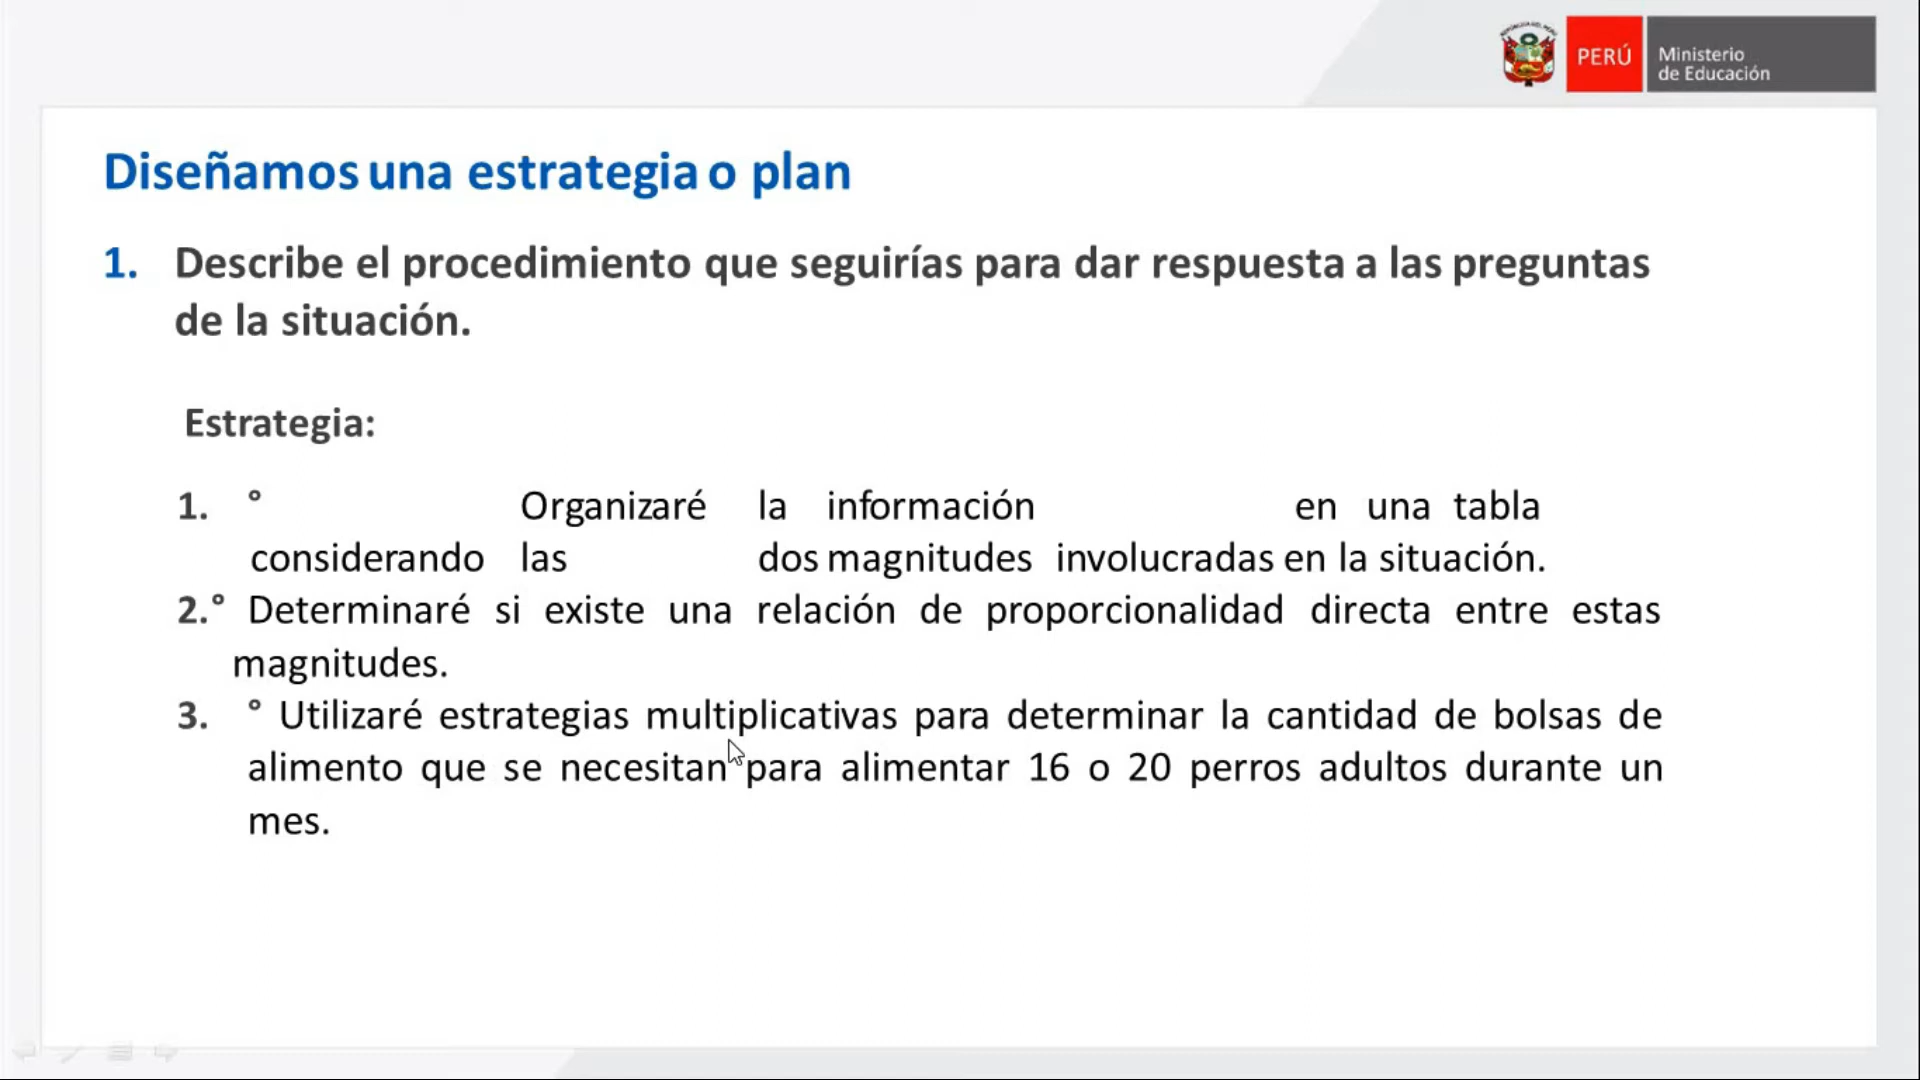 PERÚ
Ministerio
de Educación
Diseñamos una estrategia o plan
1. Describe el procedimiento que seguirías para dar respuesta a las preguntas
de la situación.
Estrategia:
1. ° Organizaré la información en una tabla
considerando las dos magnitudes involucradas en la situación.
2.° Determinaré si existe una relación de proporcionalidad directa entre estas
magnitudes.
3. ° Utilizaré estrategias multiplicativas para determinar la cantidad de bolsas de
alimento que se necesitan para alimentar 16 o 20 perros adultos durante un
mes.